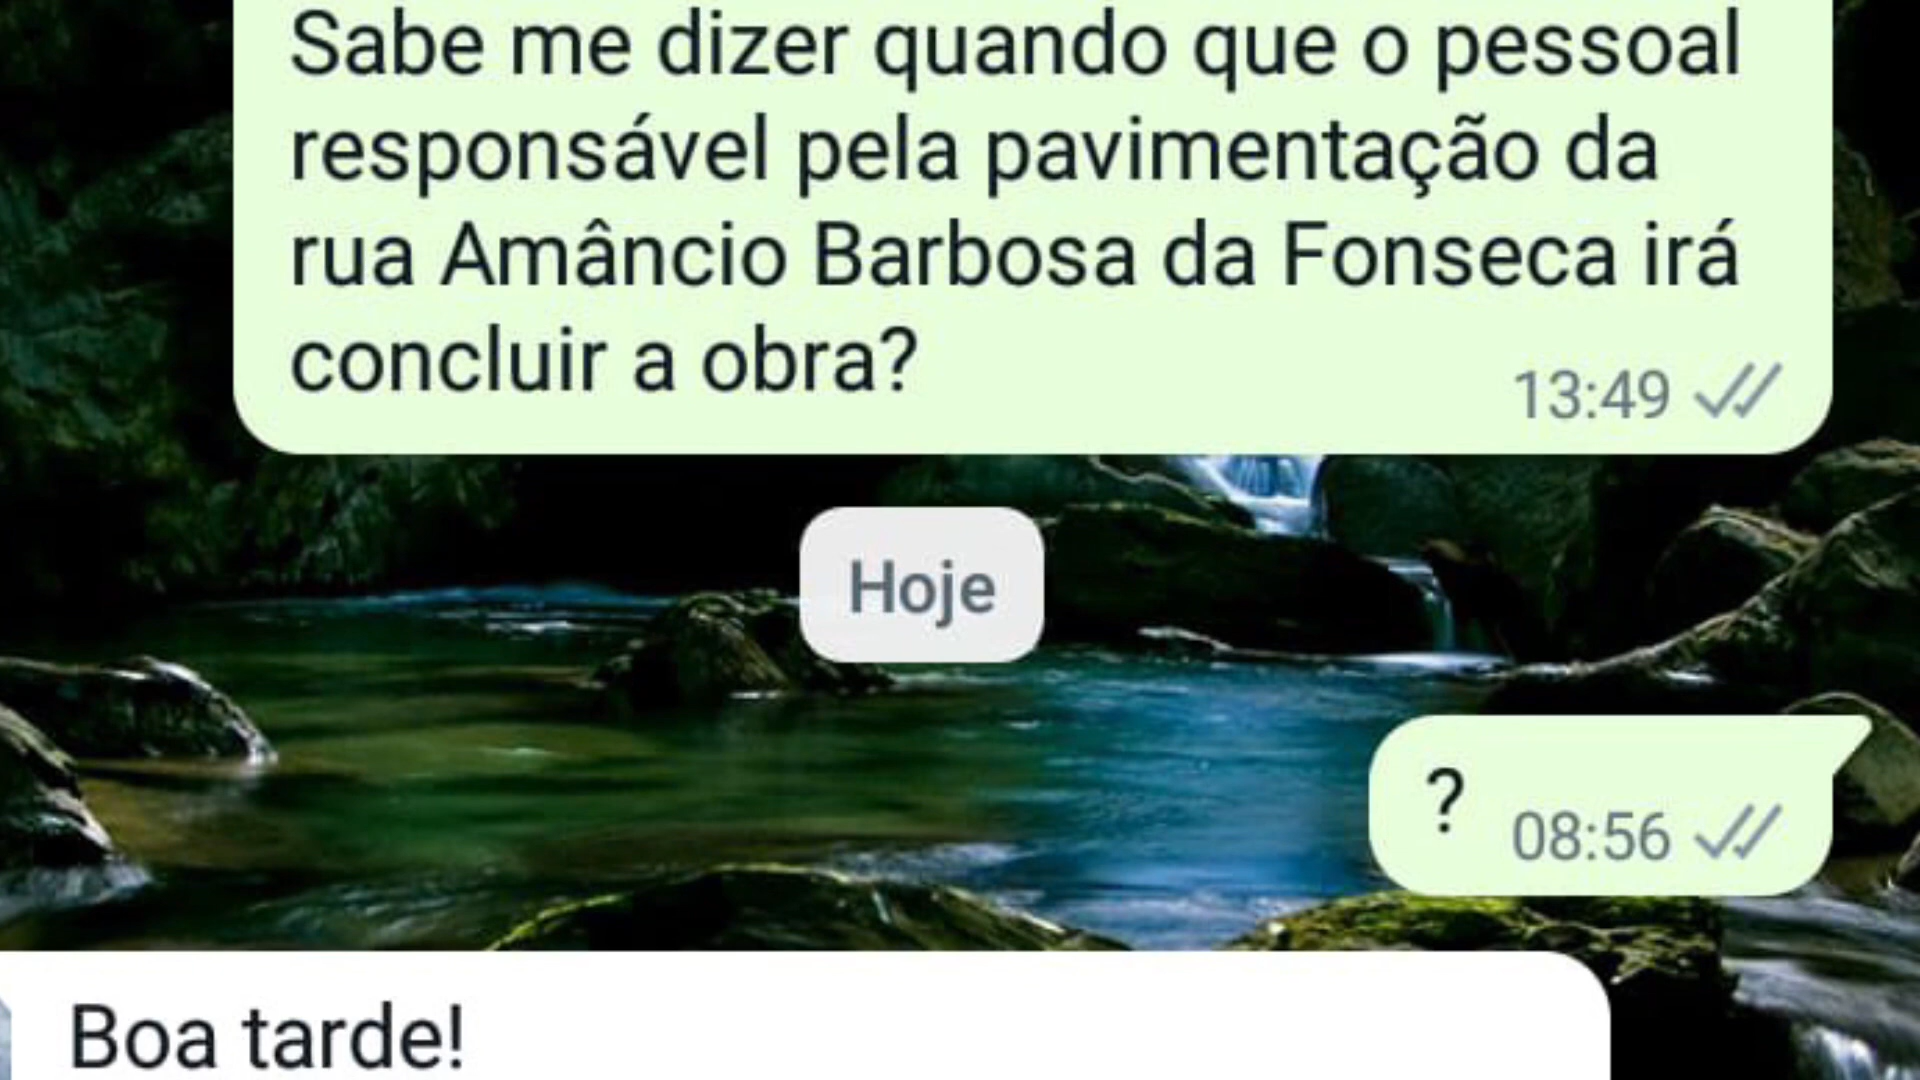 Sabe me dizer quando que o pessoal
responsável pela pavimentação da
rua Amâncio Barbosa da Fonseca irá
concluir a obra?
13:49
Hoje
?
08:56
Boa tarde!